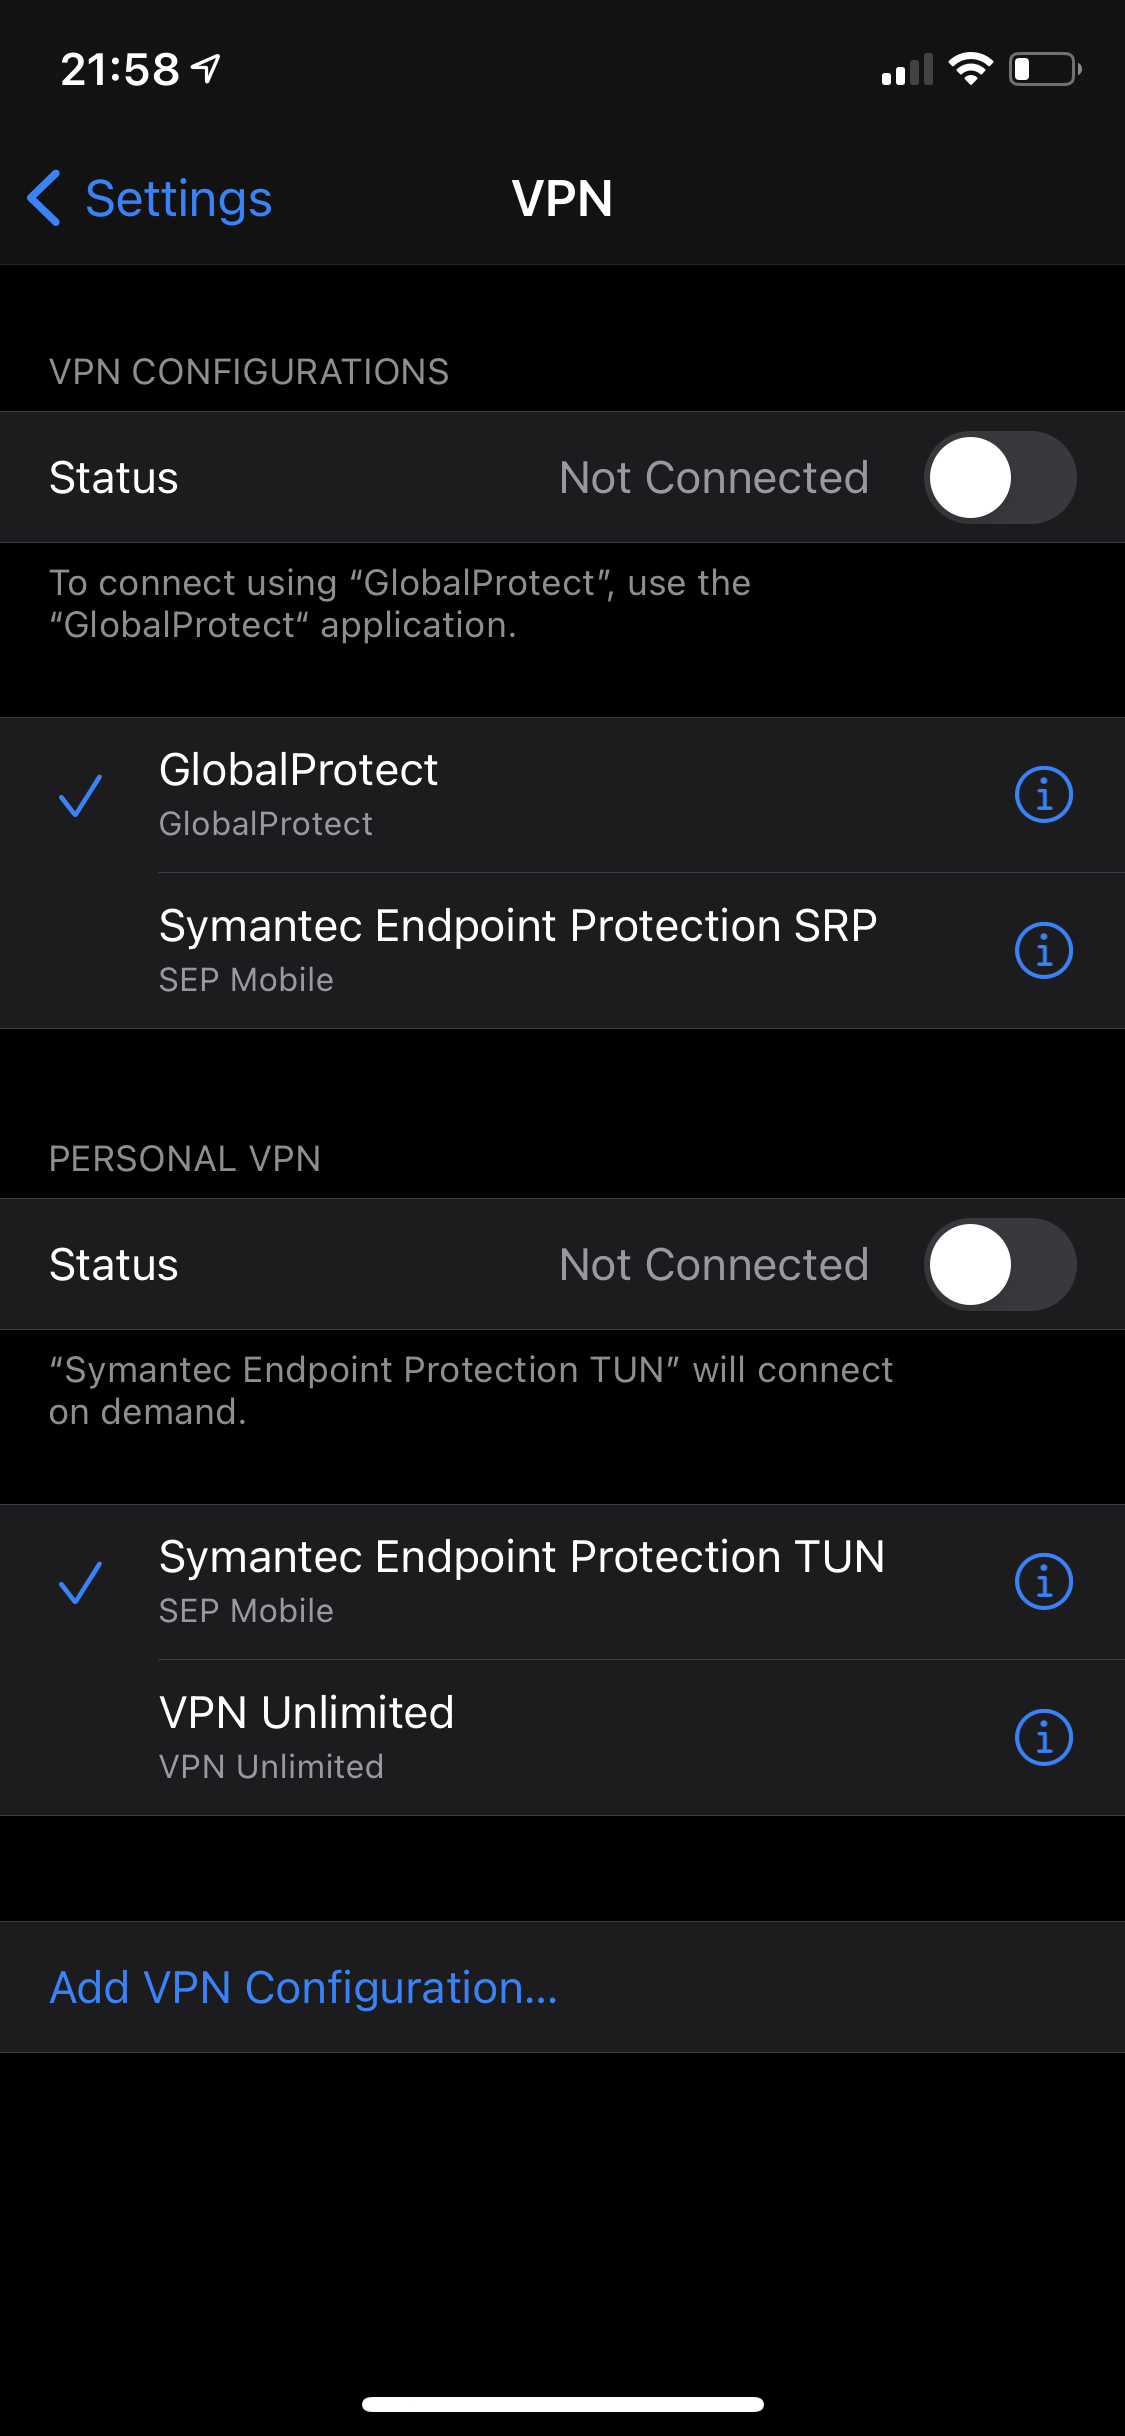 21:58
Settings
VPN
VPN CONFIGURATIONS
Status Not Connected
To connect using “GlobalProtect”, use the
“GlobalProtect“ application.
GlobalProtect
GlobalProtect
Symantec Endpoint Protection SRP
SEP Mobile
PERSONAL VPN
Status Not Connected
“Symantec Endpoint Protection TUN” will connect
on demand.
Symantec Endpoint Protection TUN
SEP Mobile
VPN Unlimited
VPN Unlimited
Add VPN Configuration...